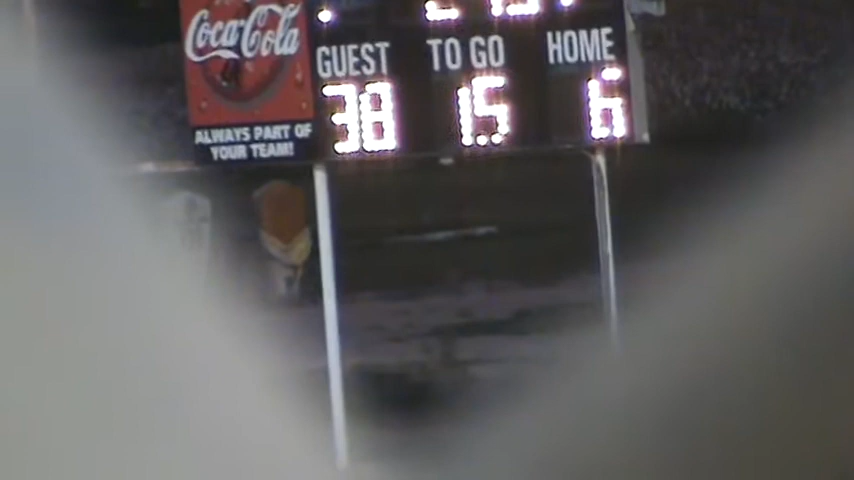 Coca-Cola
GUEST TO GO HOME
38 15 6
ALWAYS PART OF
YOUR TEAM!